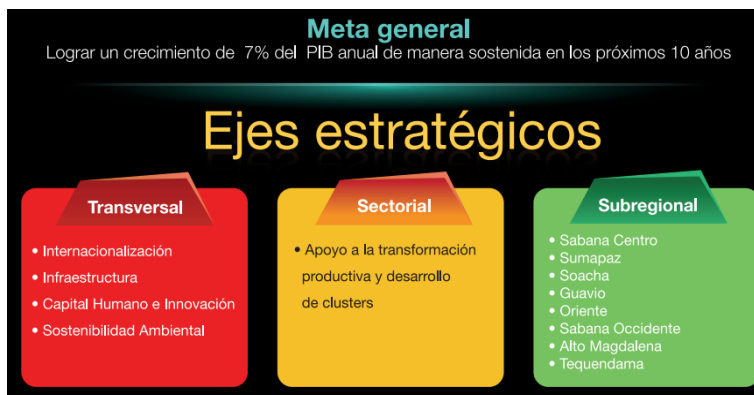 Meta general
Lograr un crecimiento de 7% del PIB anual de manera sostenida en los próximos 10 años
Ejes estratégicos
Transversal
• Internacionalización
• Infraestructura
• Capital Humano e Innovación
• Sostenibilidad Ambiental
Sectorial
• Apoyo a la transformación
productiva y desarrollo
de clusters
Subregional
• Sabana Centro
• Sumapaz
• Soacha
• Guavio
• Oriente
• Sabana Occidente
• Alto Magdalena
• Tequendama